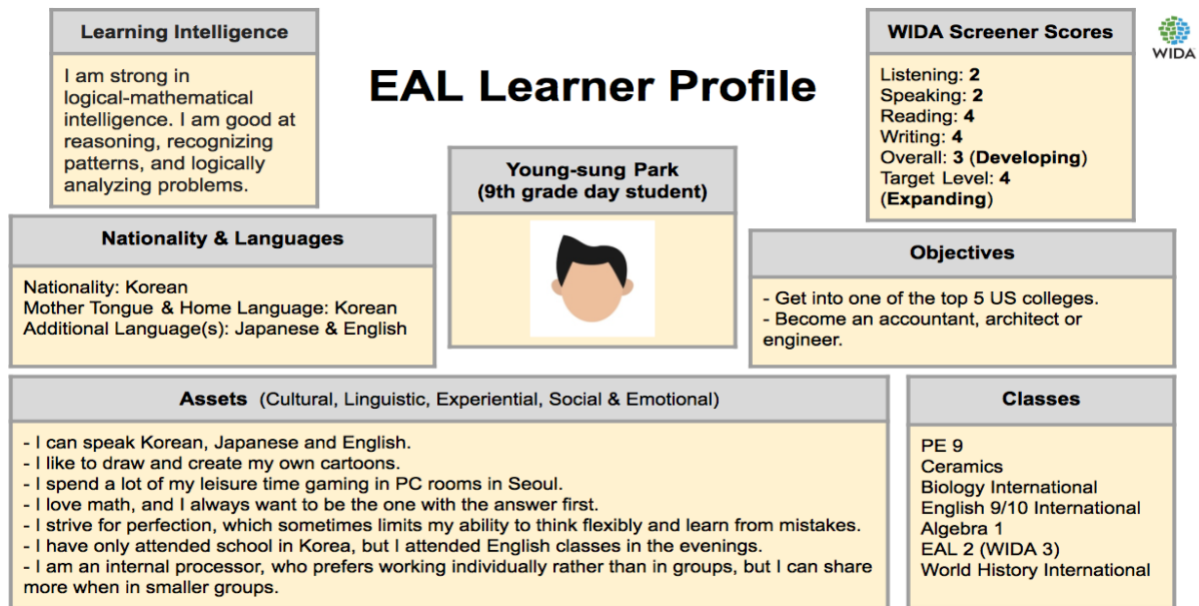 Learning Intelligence
I am strong in
logical-mathematical
intelligence. I am good at
reasoning, recognizing
patterns, and logically
analyzing problems.
EAL Learner Profile
WIDA Screener Scores
Listening: 2
Speaking: 2
Reading: 4
Writing: 4
Overall: 3 (Developing)
Target Level: 4
(Expanding)
WIDA
Young-sung Park
(9th grade day student)
Nationality & Languages
Nationality: Korean
Mother Tongue & Home Language: Korean
Additional Language(s): Japanese & English
Objectives
- Get into one of the top 5 US colleges.
- Become an accountant, architect or
engineer.
Assets (Cultural, Linguistic, Experiential, Social & Emotional)
- I can speak Korean, Japanese and English.
- I like to draw and create my own cartoons.
- I spend a lot of my leisure time gaming in PC rooms in Seoul.
- I love math, and I always want to be the one with the answer first.
- I strive for perfection, which sometimes limits my ability to think flexibly and learn from mistakes.
- I have only attended school in Korea, but I attended English classes in the evenings.
- I am an internal processor, who prefers working individually rather than in groups, but I can share
more when in smaller groups.
Classes
PE 9
Ceramics
Biology International
English 9/10 International
Algebra 1
EAL 2 (WIDA 3)
World History International